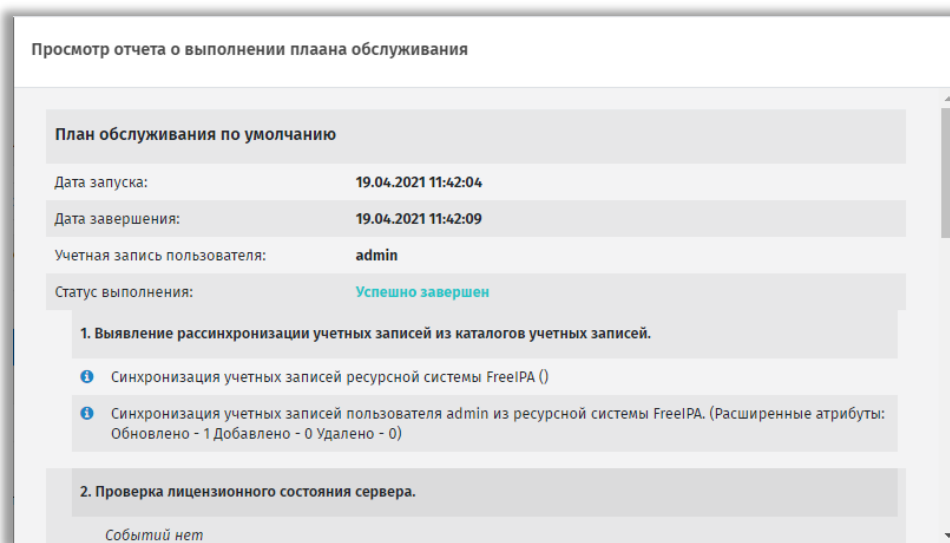 Просмотр отчета о выполнении плаана обслуживания
План обслуживания по умолчанию
Дата запуска: 19.04.2021 11:42:04
Дата завершения: 19.04.2021 11:42:09
Учетная запись пользователя: admin
Статус выполнения: Успешно завершен
1. Выявление рассинхронизации учетных записей из каталогов учетных записей.
Синхронизация учетных записей ресурсной системы FreeIPA ()
Синхронизация учетных записей пользователя admin из ресурсной системы FreeIPA. (Расширенные атрибуты:
Обновлено - 1 Добавлено - 0 Удалено - 0)
2. Проверка лицензионного состояния сервера.
Событий нет